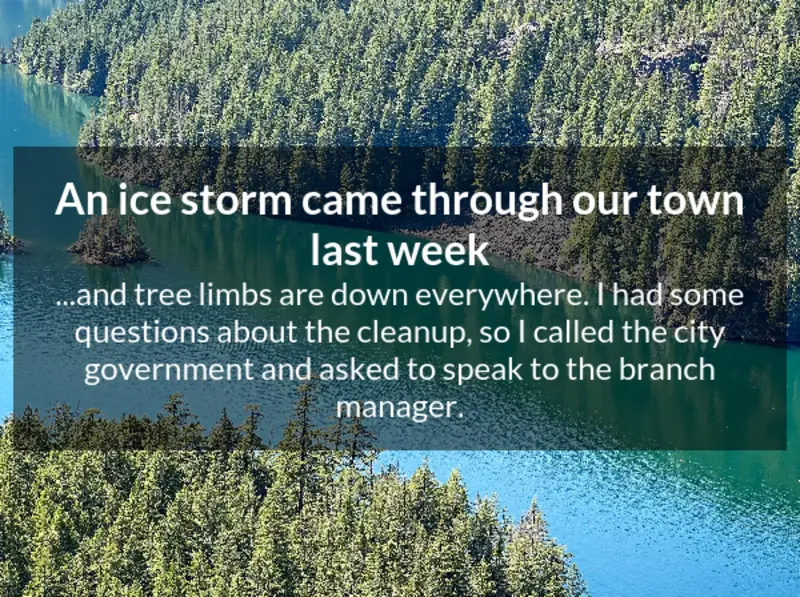 An ice storm came through our town
last week
...and tree limbs are down everywhere. I had some
questions about the cleanup, so I called the city
government and asked to speak to the branch
manager.